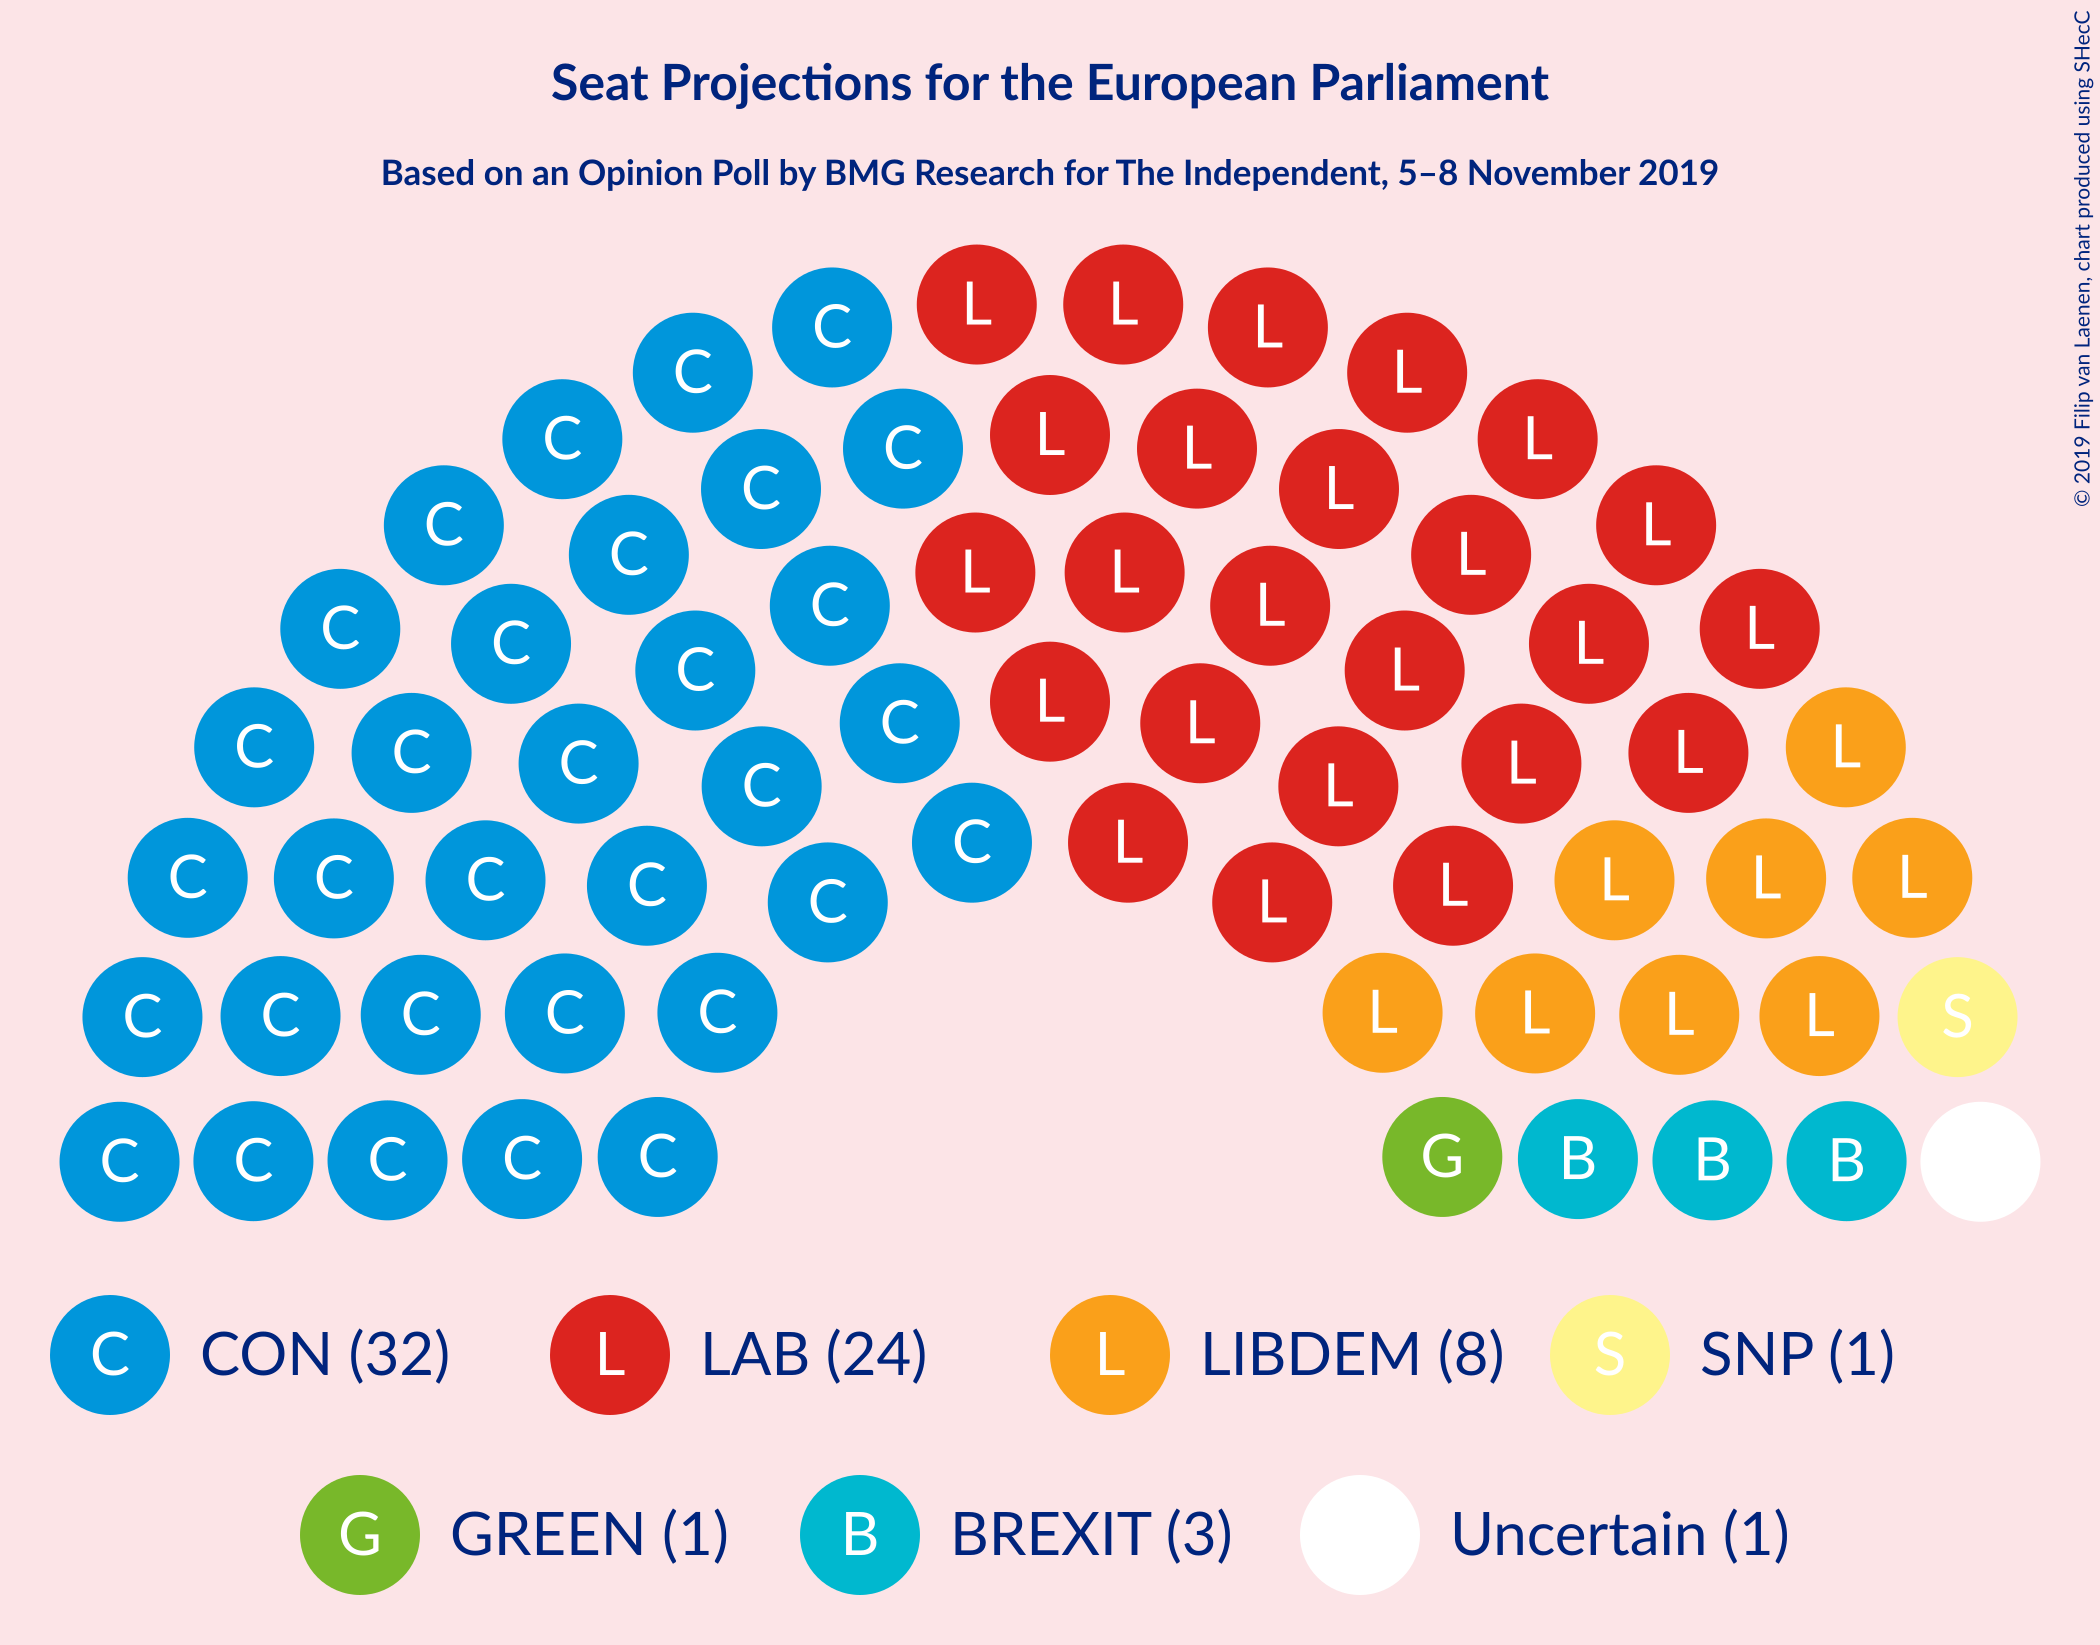 Seat Projections for the European Parliament
Based on an Opinion Poll by BMG Research for The Independent, 5–8 November 2019
© 2019 Filip van Laenen, chart produced using SHecC
C L L L
C C L
C C L L L L
C C L L
C C L L L L
C C L L
C C C L L L
C C L L
C C C L L L
C C L L
C C C L L L
C C L L
C C C C L L L L
C C L L
C C C C C L L L L S
C C C C C G B B B
C CON (32) L LAB (24) L LIBDEM (8) S SNP (1)
G GREEN (1) B BREXIT (3) Uncertain (1)